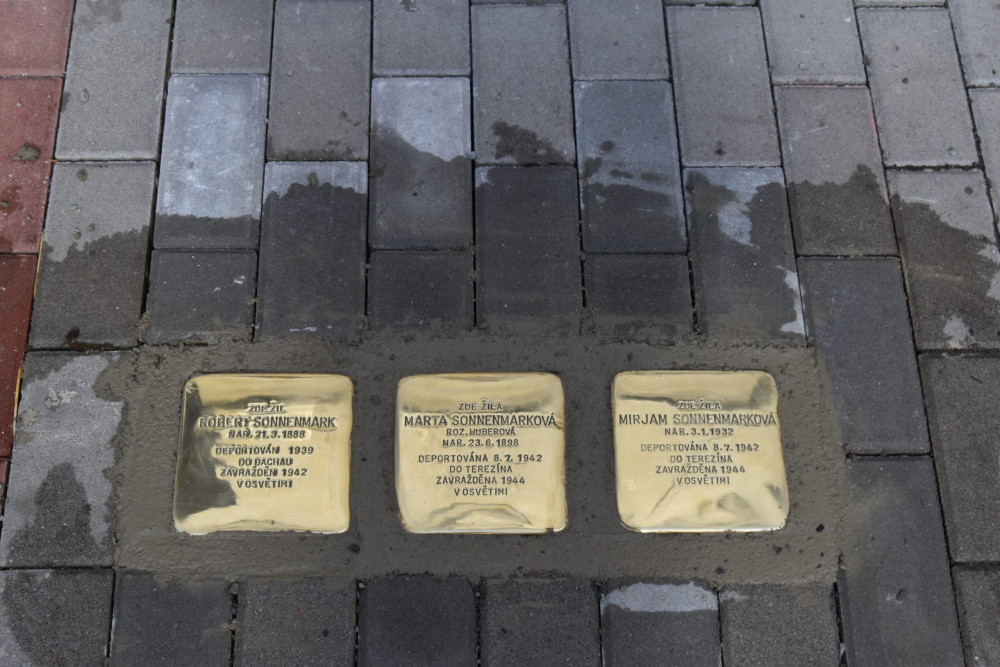 ZDE ŽIL
ROBERT SONNENMARK
NAR. 21.3.1888
DEPORTOVÁN 1939
DO DACHAU
ZAVRAŽDĚN 1942
V OSVĚTIMI
ZDE ŽILA
MARTA SONNENMARKOVÁ
ROZ. HUBEROVÁ
NAR. 23.6.1898
DEPORTOVÁNA 8.7.1942
DO TEREZÍNA
ZAVRAŽDĚNA 1944
V OSVĚTIMI
ZDE ŽILA
MIRJAM SONNENMARKOVÁ
NAR. 3.1.1932
DEPORTOVÁNA 8.7.1942
DO TEREZÍNA
ZAVRAŽDĚNA 1944
V OSVĚTIMI